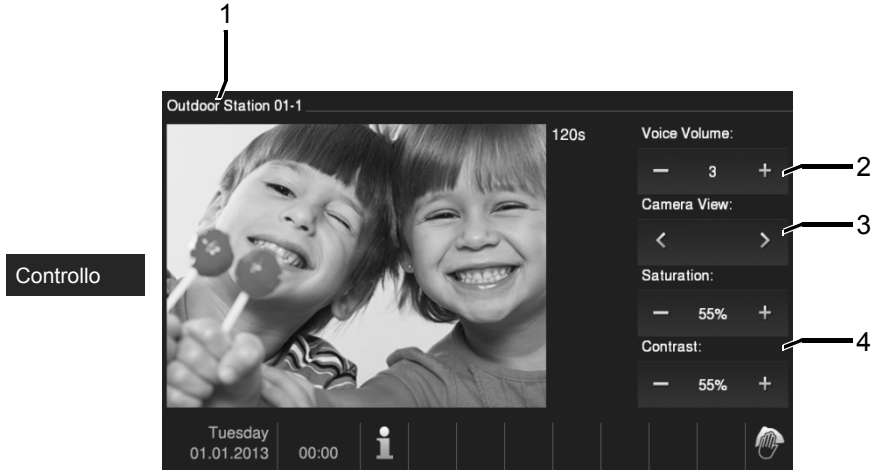 1
Outdoor Station 01-1
120s
Voice Volume:
− 3 +
2
Camera View:
< >
3
Controllo
Saturation:
− 55% +
Contrast:
4
− 55% +
Tuesday
01.01.2013
00:00
i